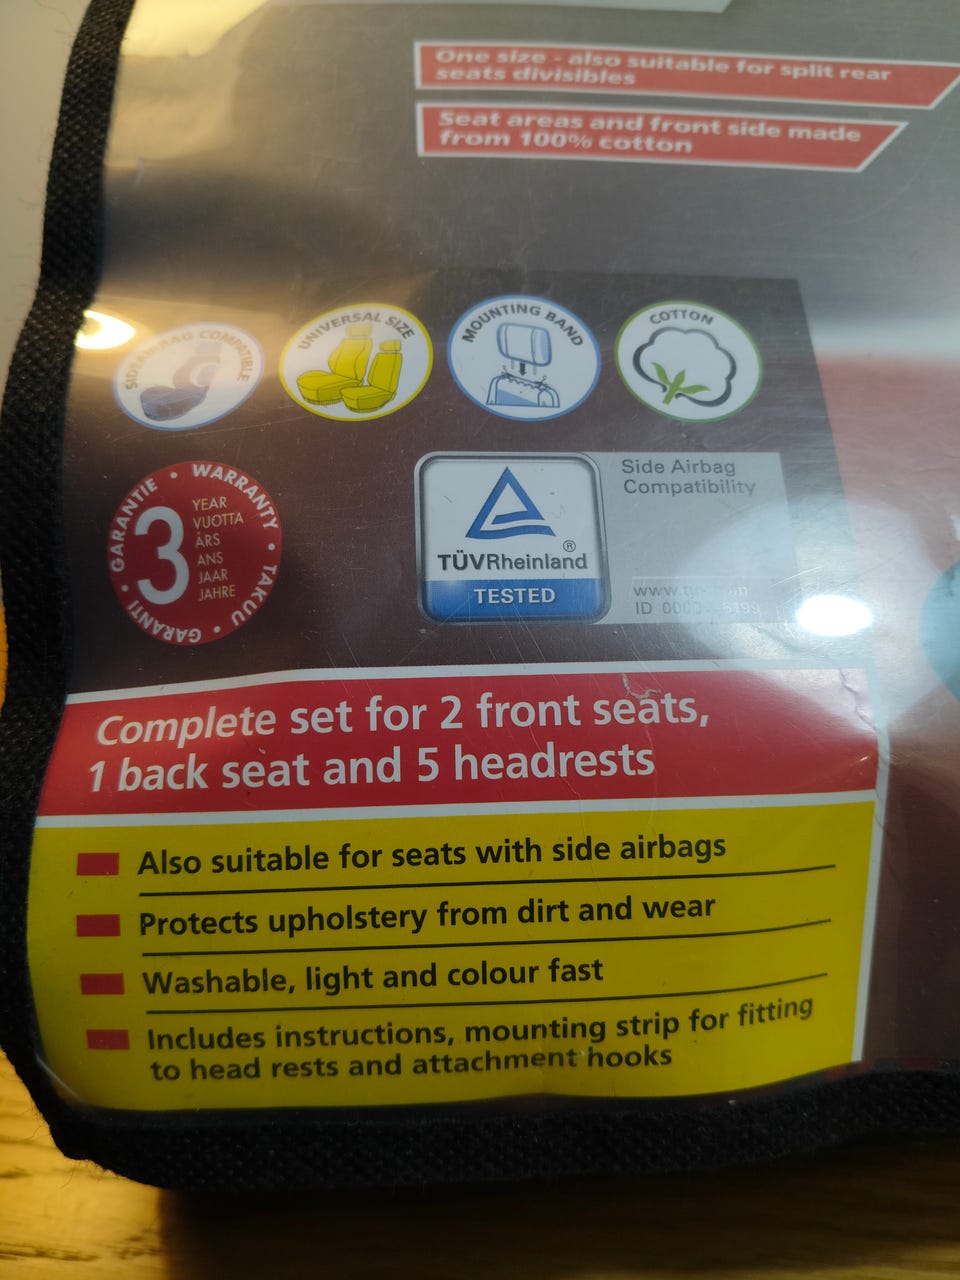 One size - also suitable for split rear
seats divisibles
Seat areas and front side made
from 100% cotton
SIDEAIRBAG COMPATIBLE
UNIVERSAL SIZE
MOUNTING BAND
COTTON
GARANTIE • WARRANTY • TAKUU • GARANTI •
3
YEAR
VUOTTA
ÅRS
ANS
JAAR
JAHRE
TÜVRheinland®
TESTED
Side Airbag
Compatibility
ID
Complete set for 2 front seats,
1 back seat and 5 headrests
Also suitable for seats with side airbags
Protects upholstery from dirt and wear
Washable, light and colour fast
Includes instructions, mounting strip for fitting
to head rests and attachment hooks